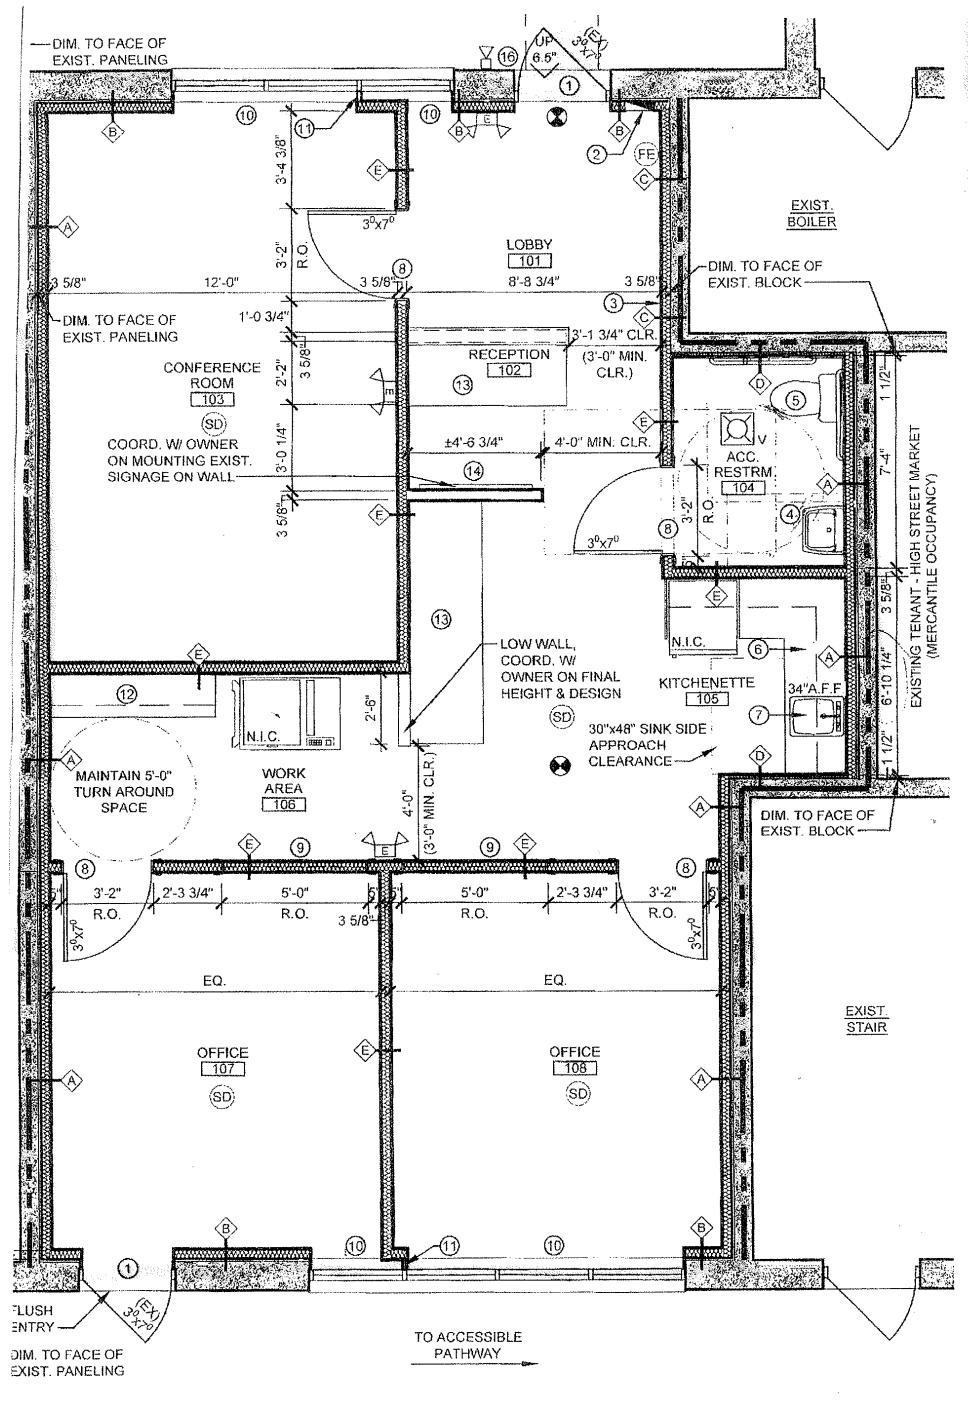 DIM. TO FACE OF
EXIST. PANELING
16
UP
6.5"
(EX)
3⁰x7⁰
1
10
11
10
B
B
B
E
2
FE
C
E
3'-4 3/8"
A
3⁰x7⁰
3'-2"
R.O.
LOBBY
101
EXIST.
BOILER
DIM. TO FACE OF
EXIST. BLOCK
8
3 5/8"
12'-0"
3 5/8"
8'-8 3/4"
3 5/8"
3
C
DIM. TO FACE OF
EXIST. PANELING
1'-0 3/4"
3 5/8"
2'-2"
3'-1 3/4" CLR.
(3'-0" MIN.
CLR.)
RECEPTION
102
13
D
CONFERENCE
ROOM
103
SD
E
5
1 1/2"
COORD. W/ OWNER
ON MOUNTING EXIST.
SIGNAGE ON WALL
3'-0 1/4"
±4'-6 3/4"
4'-0" MIN. CLR.
E
V
ACC.
RESTRM
104
7'-4"
14
A
3 5/8"
E
8
3'-2"
R.O.
4
3⁰x7⁰
5"
E
3 5/8"
EXISTING TENANT - HIGH STREET MARKET
(MERCANTILE OCCUPANCY)
13
LOW WALL,
COORD. W/
OWNER ON FINAL
HEIGHT & DESIGN
SD
N.I.C.
6
A
6'-10 1/4"
E
KITCHENETTE
105
34"A.F.F
7
12
N.I.C.
2'-6"
30"x48" SINK SIDE
APPROACH
CLEARANCE
D
1 1/2"
A
MAINTAIN 5'-0"
TURN AROUND
SPACE
WORK
AREA
106
4'-0"
(3'-0" MIN. CLR.)
A
DIM. TO FACE OF
EXIST. BLOCK
8
E
9
E
9
E
8
5"
3'-2"
R.O.
2'-3 3/4"
5'-0"
R.O.
5"
5"
5'-0"
R.O.
2'-3 3/4"
3'-2"
R.O.
5"
3 5/8"
3⁰x7⁰
3⁰x7⁰
EQ.
EQ.
EXIST.
STAIR
OFFICE
107
SD
E
OFFICE
108
SD
A
A
B
10
11
10
B
1
FLUSH
ENTRY
(EX)
3⁰x7⁰
DIM. TO FACE OF
EXIST. PANELING
TO ACCESSIBLE
PATHWAY